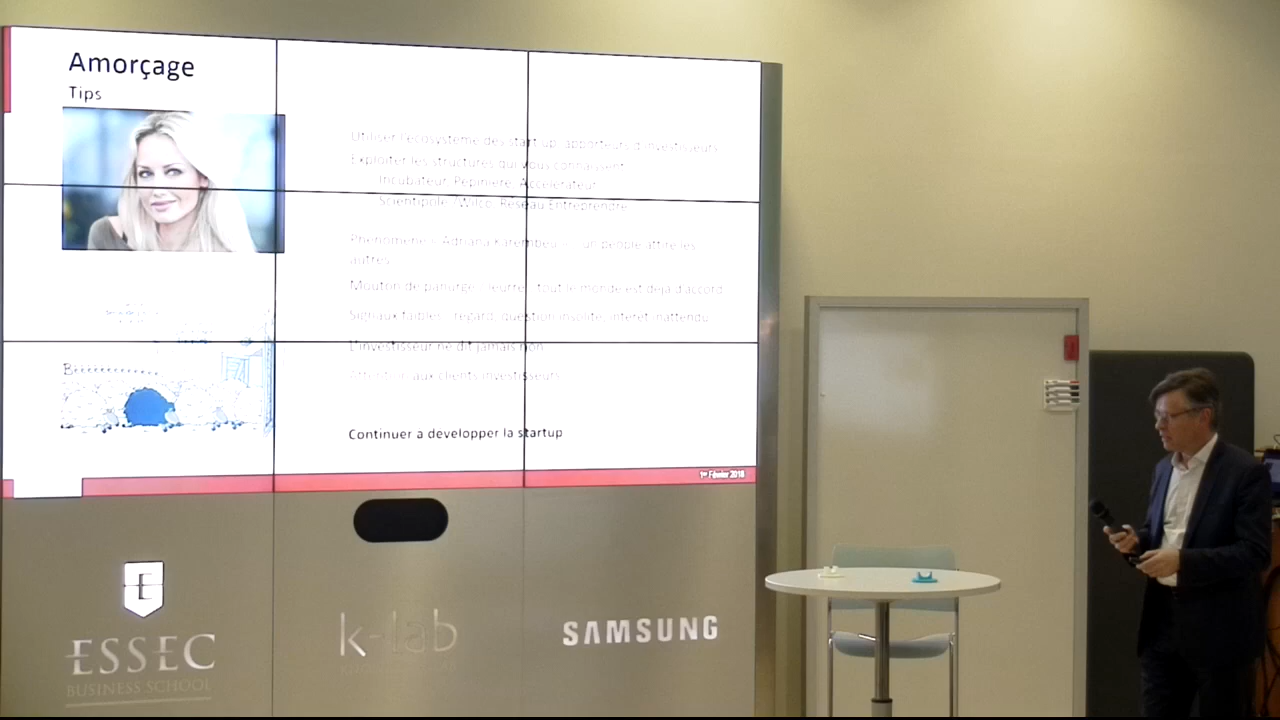 Amorçage
Tips
Utiliser l'écosystème des start up, apporteurs d'investisseurs
Exploiter les structures qui vous connaissent
Incubateur, Pépinière, Accélérateur
Scientipole /Wilco, Réseau Entreprendre
Phénomène « Adriana Karembeu » : un people attire les
autres
Mouton de panurge : leurre : tout le monde est déjà d'accord
Signaux faibles : regard, question insolite, intérêt inattendu
L'investisseur ne dit jamais non
Attention aux clients investisseurs
Continuer a developper la startup
1er Février 2018
E
ESSEC
BUSINESS SCHOOL
k-lab
SAMSUNG